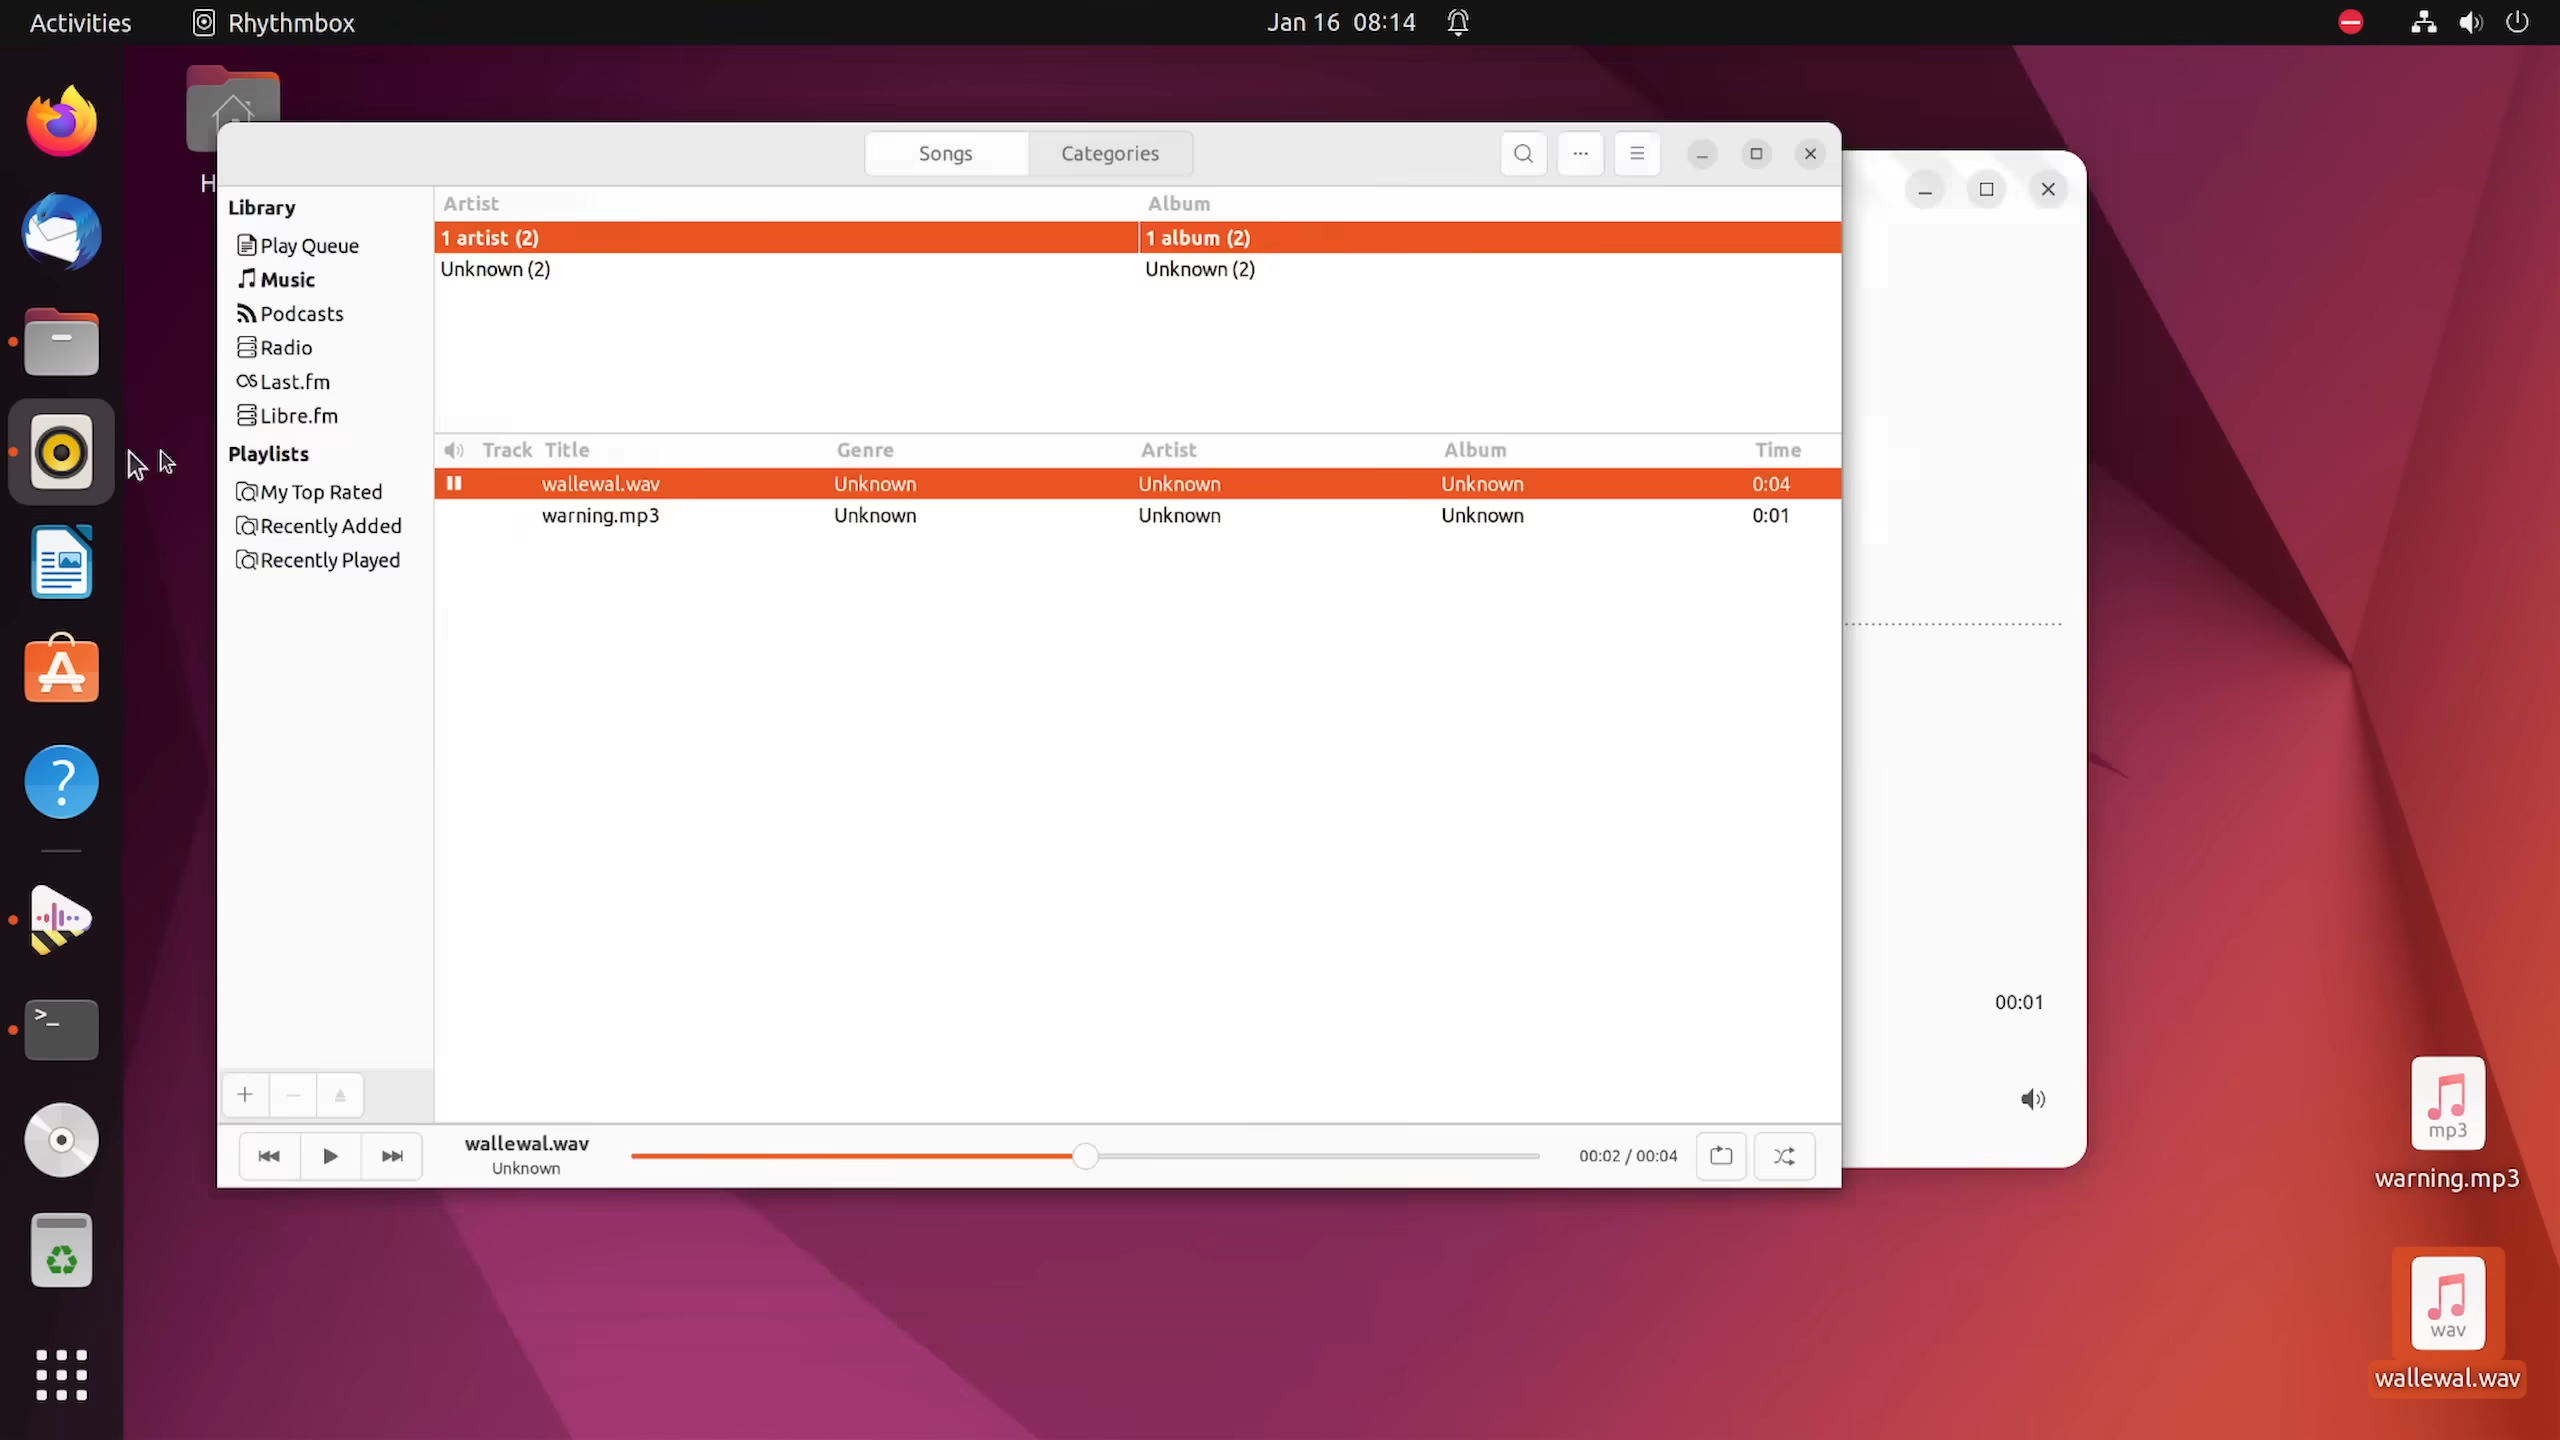 Activities Rhythmbox Jan 16 08:14
H
Songs Categories
Library
Play Queue
Music
Podcasts
Radio
Last.fm
Libre.fm
Playlists
My Top Rated
Recently Added
Recently Played
Artist Album
1 artist (2) 1 album (2)
Unknown (2) Unknown (2)
Track Title Genre Artist Album Time
wallewal.wav Unknown Unknown Unknown 0:04
warning.mp3 Unknown Unknown Unknown 0:01
wallewal.wav
Unknown
00:02 / 00:04
00:01
mp3
warning.mp3
wav
wallewal.wav